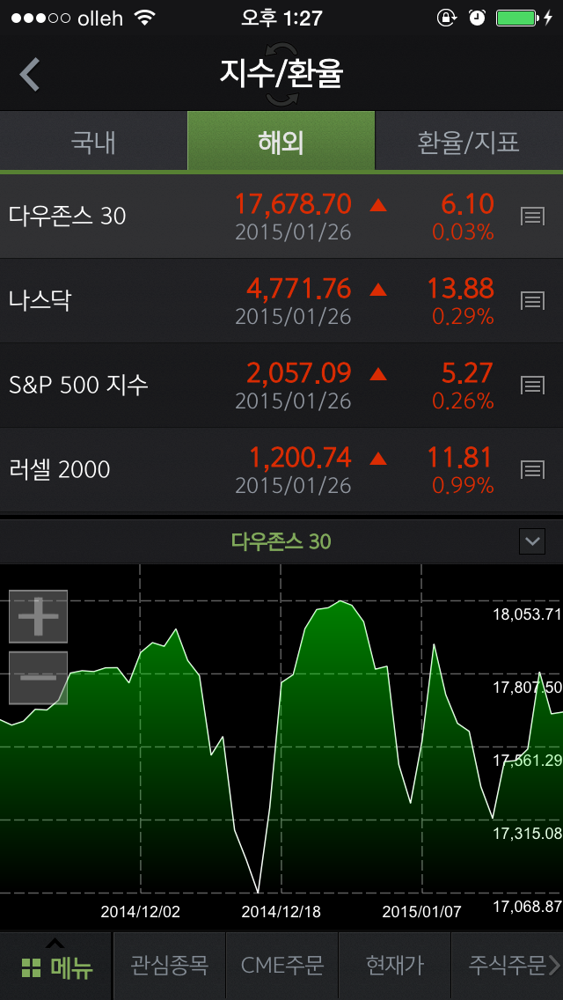 olleh 오후 1:27
지수/환율
국내 해외 환율/지표
다우존스 30 17,678.70 ▲ 6.10
2015/01/26 0.03%
나스닥 4,771.76 ▲ 13.88
2015/01/26 0.29%
S&P 500 지수 2,057.09 ▲ 5.27
2015/01/26 0.26%
러셀 2000 1,200.74 ▲ 11.81
2015/01/26 0.99%
다우존스 30
18,053.71
17,807.50
17,561.29
17,315.08
17,068.87
2014/12/02 2014/12/18 2015/01/07
메뉴 관심종목 CME주문 현재가 주식주문